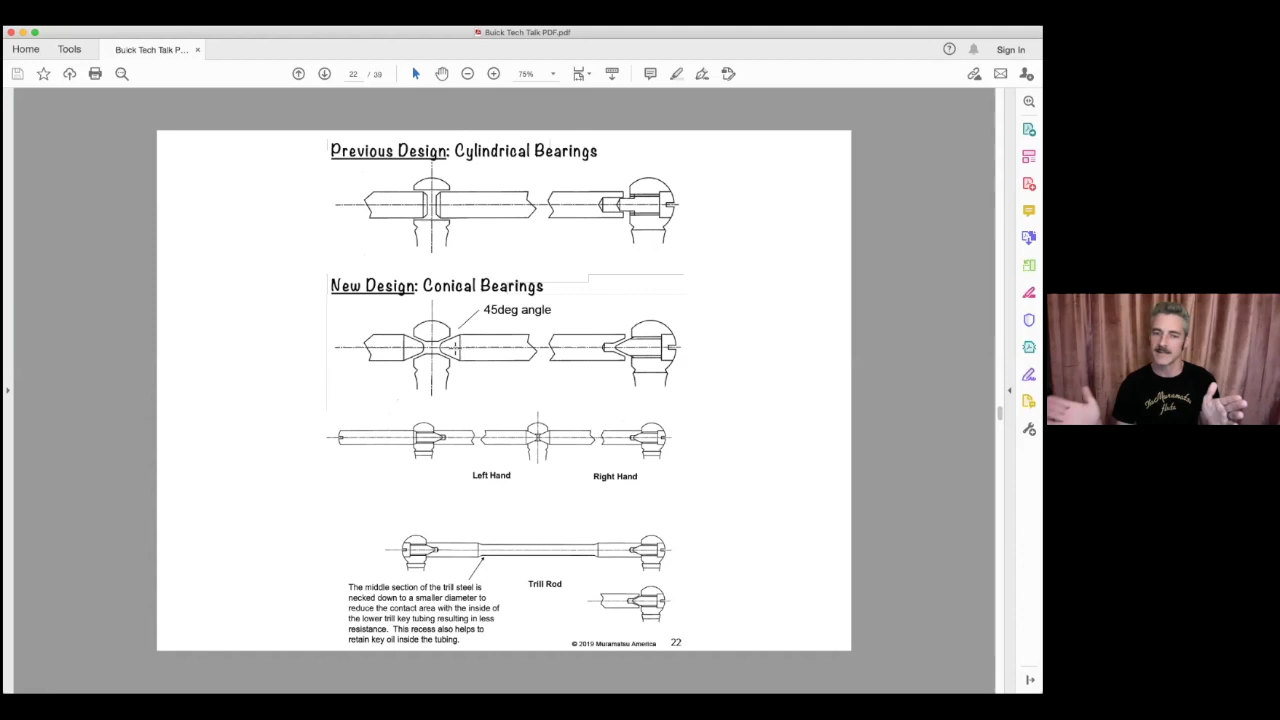 Buick Tech Talk PDF.pdf
Home
Tools
Buick Tech Talk P...
×
Sign In
22 / 39
75%
Previous Design: Cylindrical Bearings
New Design: Conical Bearings
45deg angle
Left Hand
Right Hand
The middle section of the trill steel is
necked down to a smaller diameter to
reduce the contact area with the inside of
the lower trill key tubing resulting in less
resistance. This recess also helps to
retain key oil inside the tubing.
Trill Rod
© 2019 Muramatsu America
22
The Muramatsu